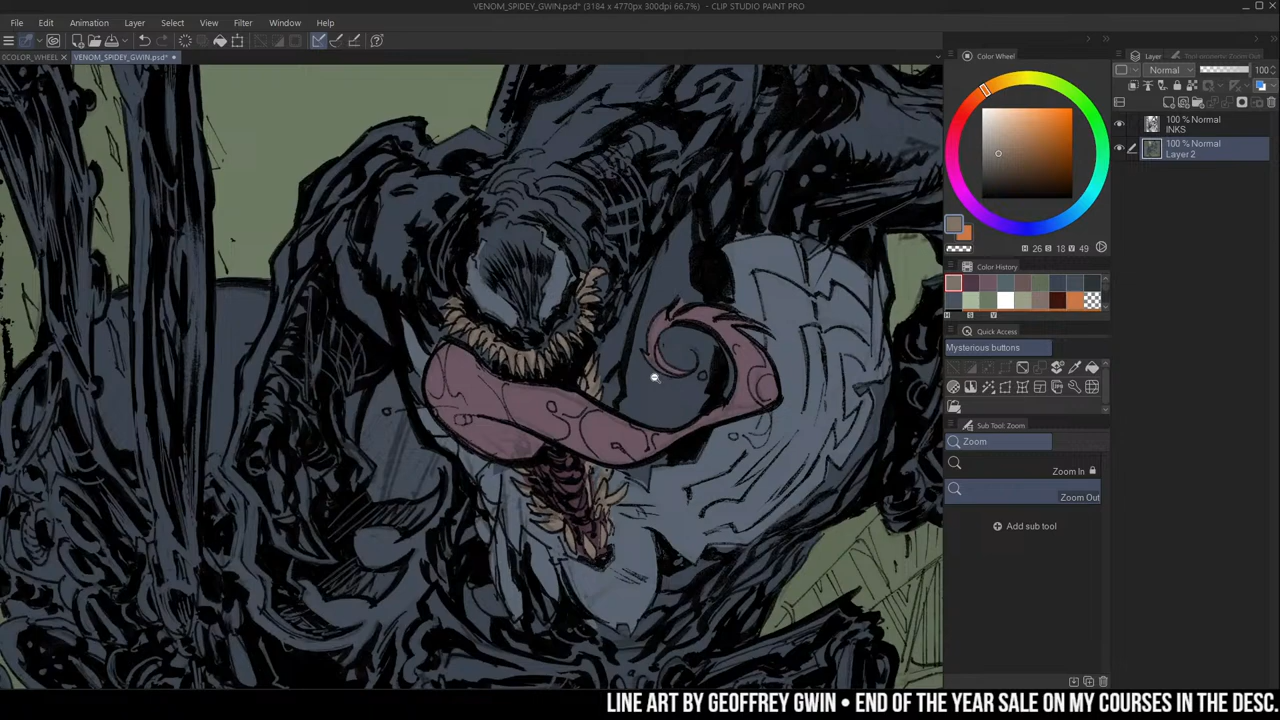 VENOM_SPIDEY_GWIN.psd* (3184 x 4770px 300dpi 66.7%) - CLIP STUDIO PAINT PRO
File Edit Animation Layer Select View Filter Window Help
0COLOR_WHEEL VENOM_SPIDEY_GWIN.psd*
Color Wheel
H 26 S 18 V 49
Color History
H S V
Quick Access
Mysterious buttons
Sub Tool: Zoom
Zoom
Zoom In
Zoom Out
Add sub tool
Layer
Normal 100
100 % Normal
INKS
100 % Normal
Layer 2
LINE ART BY GEOFFREY GWIN • END OF THE YEAR SALE ON MY COURSES IN THE DESC.